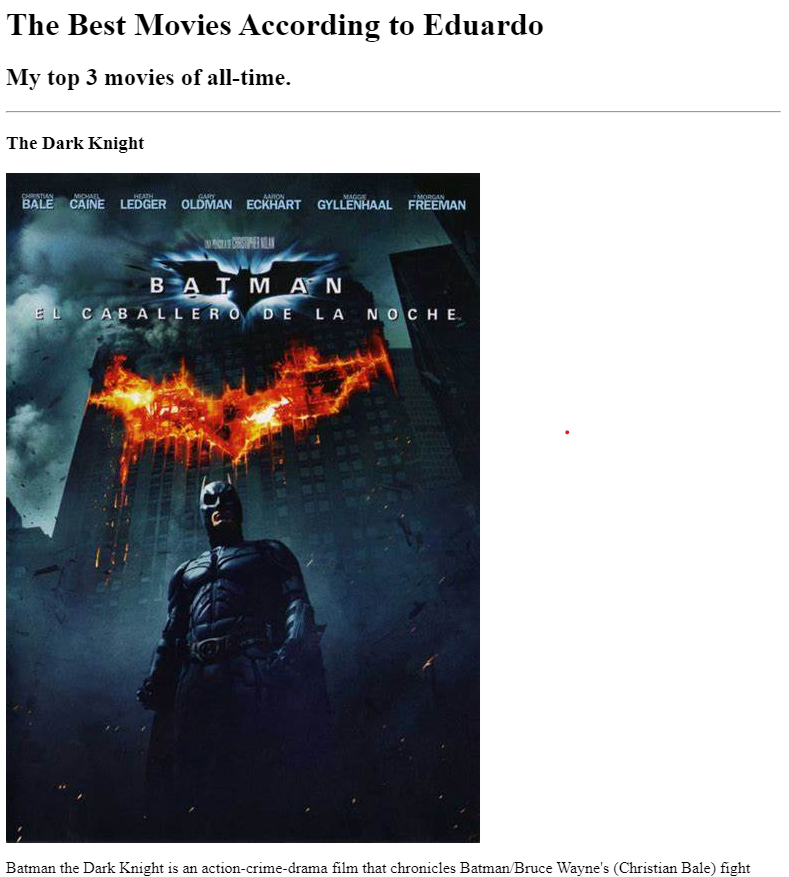 The Best Movies According to Eduardo
My top 3 movies of all-time.
The Dark Knight
CHRISTIAN BALE MICHAEL CAINE HEATH LEDGER GARY OLDMAN AARON ECKHART MAGGIE GYLLENHAAL MORGAN FREEMAN
UNA PELICULA DE CHRISTOPHER NOLAN
BATMAN
EL CABALLERO DE LA NOCHE
Batman the Dark Knight is an action-crime-drama film that chronicles Batman/Bruce Wayne's (Christian Bale) fight